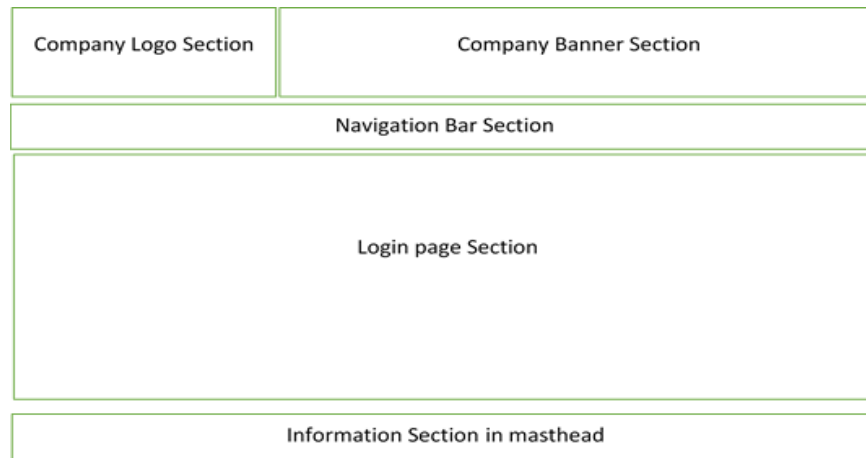 Company Logo Section
Company Banner Section
Navigation Bar Section
Login page Section
Information Section in masthead